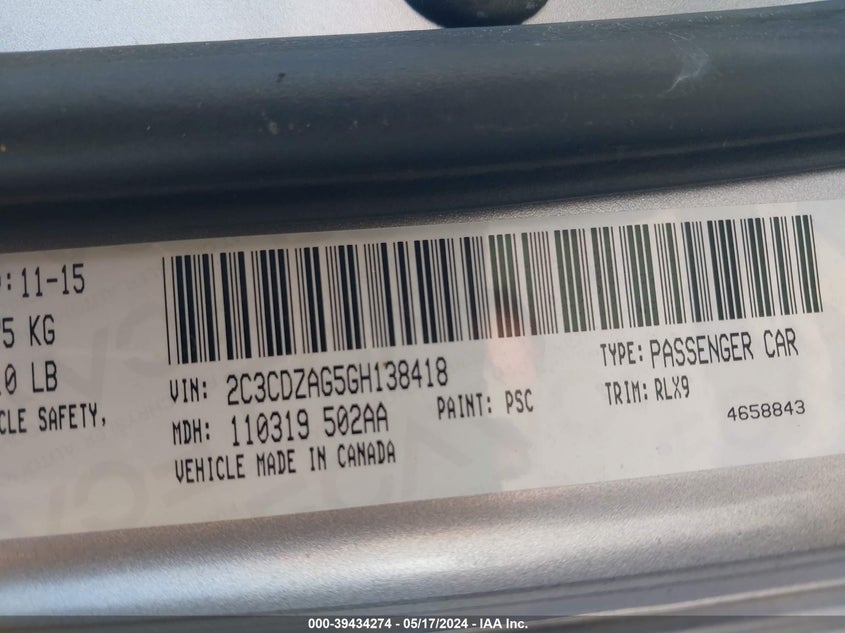 : 11-15
5 KG
0 LB
CLE SAFETY,
VIN: 2C3CDZAG5GH138418
MDH: 110319 502AA
VEHICLE MADE IN CANADA
PAINT: PSC
TYPE: PASSENGER CAR
TRIM: RLX9
4658843
000-39434274 - 05/17/2024 - IAA Inc.